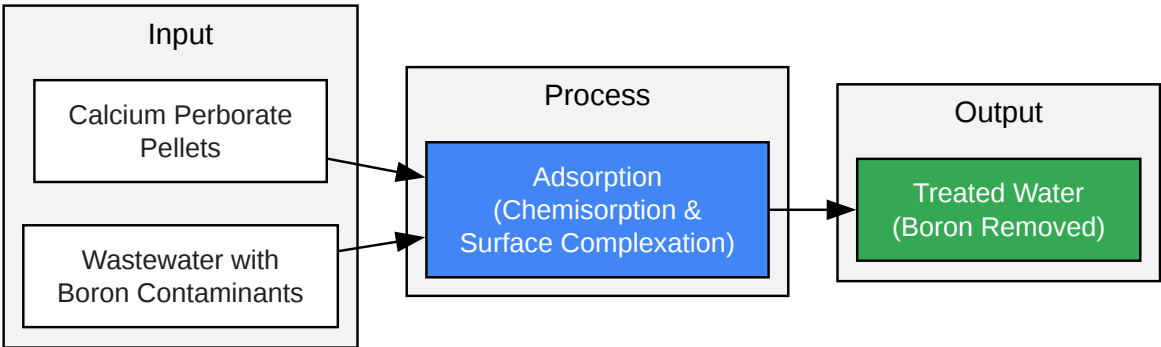 Input
Calcium Perborate
Pellets
Wastewater with
Boron Contaminants
Process
Adsorption
(Chemisorption &
Surface Complexation)
Output
Treated Water
(Boron Removed)